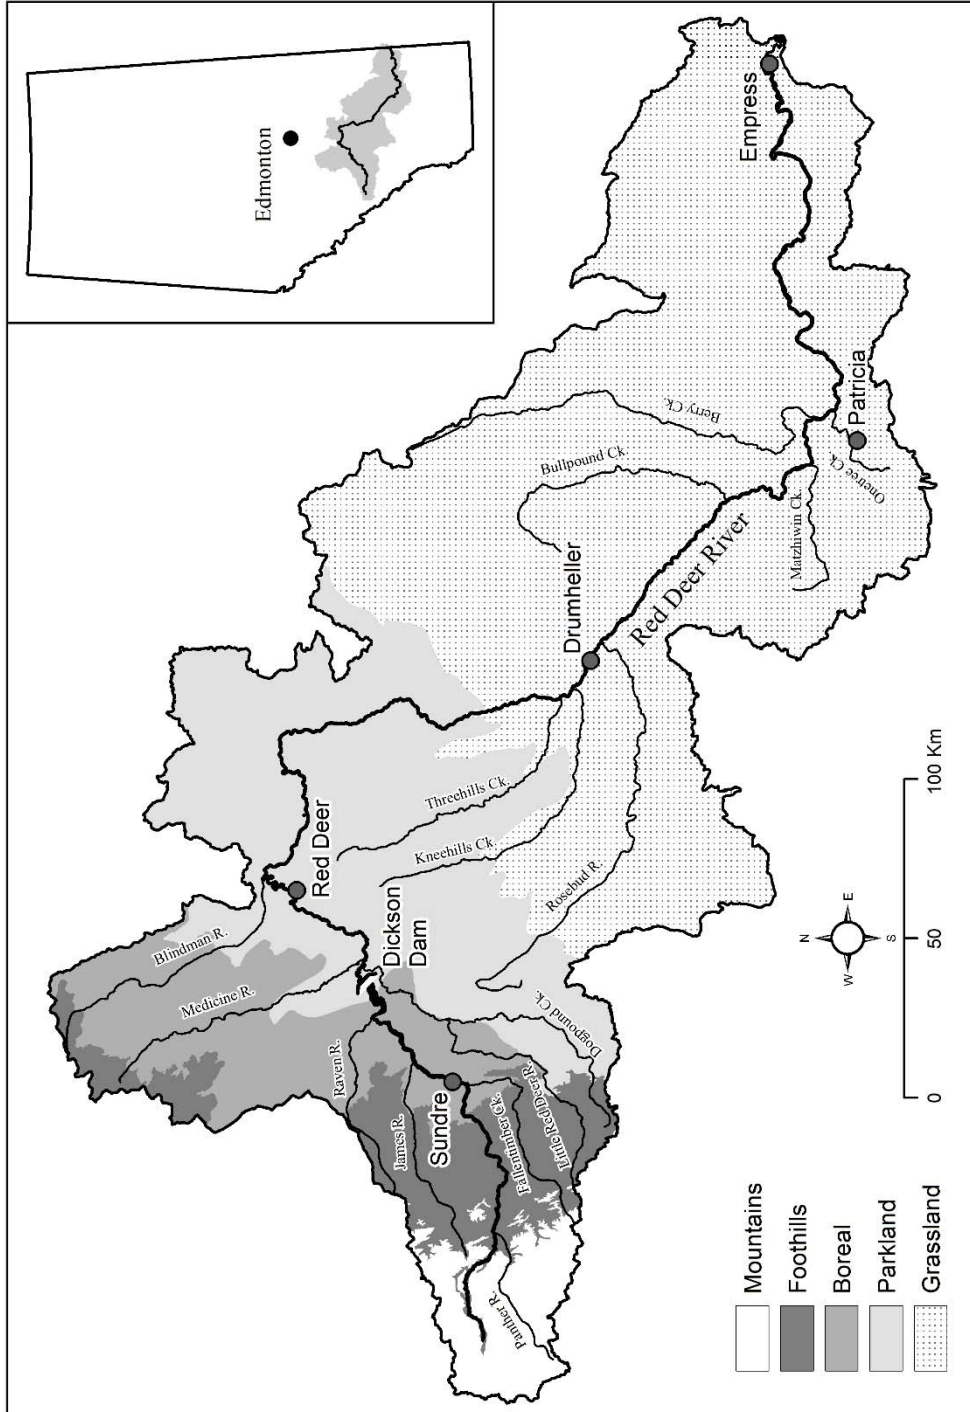 Edmonton
Blindman R.
Medicine R.
Raven R.
James R.
Sundre
Red Deer
Dickson
Dam
Threehills Ck.
Kneehills Ck.
Rosebud R.
Dogpound Ck.
Little Red Deer R.
Fallentimber Ck.
Panther R.
Drumheller
Red Deer River
Bullpound Ck.
Berry Ck.
Matzhiwin Ck.
Onetree Ck.
Patricia
Empress
Mountains
Foothills
Boreal
Parkland
Grassland
N
W
E
S
0
50
100 Km